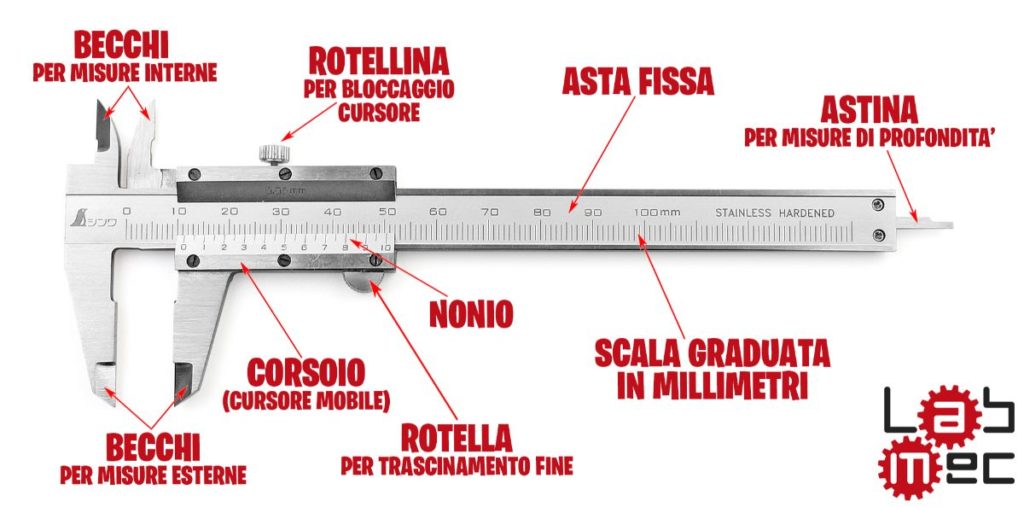 BECCHI
PER MISURE INTERNE
ROTELLINA
PER BLOCCAGGIO
CURSORE
ASTA FISSA
ASTINA
PER MISURE DI PROFONDITA'
シンワ
0 10 20 30 40 50 60 70 80 90 100mm STAINLESS HARDENED
0 1 2 3 4 5 6 7 8 9 10
NONIO
CORSOIO
(CURSORE MOBILE)
SCALA GRADUATA
IN MILLIMETRI
ROTELLA
PER TRASCINAMENTO FINE
BECCHI
PER MISURE ESTERNE
Lab
Mec